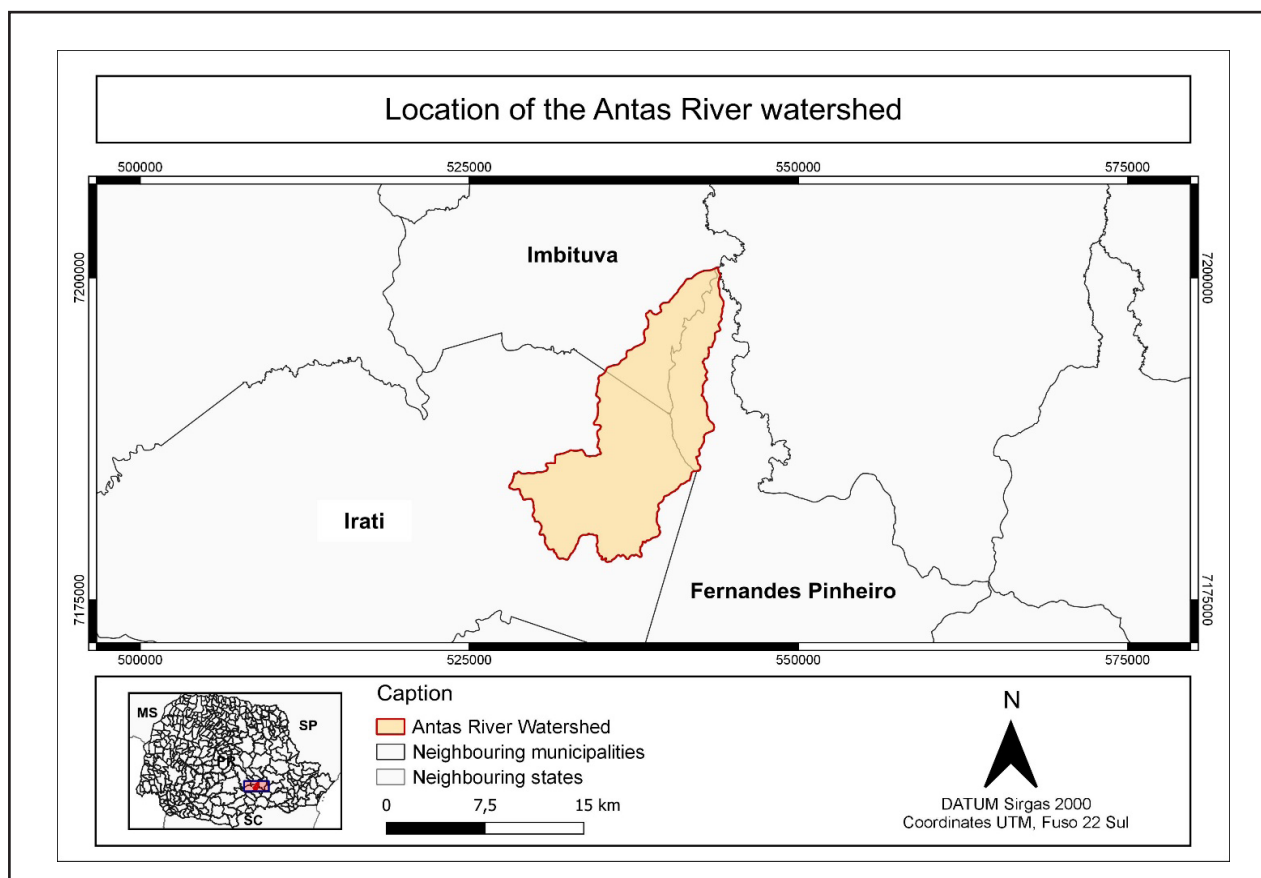 Location of the Antas River watershed
500000
525000
550000
575000
7200000
7200000
Imbituva
Irati
Fernandes Pinheiro
7175000
7175000
500000
525000
550000
575000
MS
SP
PR
SC
Caption
Antas River Watershed
Neighbouring municipalities
Neighbouring states
0
7,5
15 km
N
DATUM Sirgas 2000
Coordinates UTM, Fuso 22 Sul